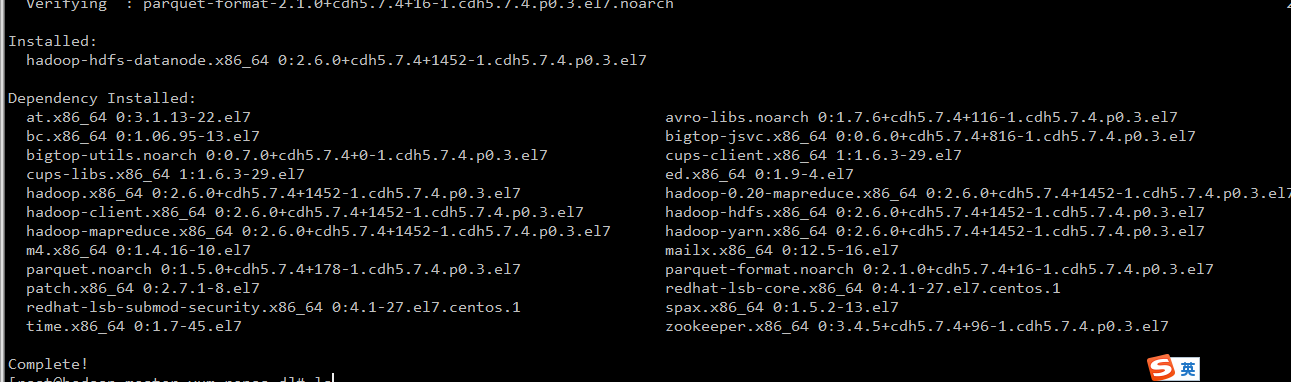 Verifying : parquet-format-2.1.0+cdh5.7.4+16-1.cdh5.7.4.p0.3.el7.noarch
Installed:
hadoop-hdfs-datanode.x86_64 0:2.6.0+cdh5.7.4+1452-1.cdh5.7.4.p0.3.el7
Dependency Installed:
at.x86_64 0:3.1.13-22.el7 avro-libs.noarch 0:1.7.6+cdh5.7.4+116-1.cdh5.7.4.p0.3.el7
bc.x86_64 0:1.06.95-13.el7 bigtop-jsvc.x86_64 0:0.6.0+cdh5.7.4+816-1.cdh5.7.4.p0.3.el7
bigtop-utils.noarch 0:0.7.0+cdh5.7.4+0-1.cdh5.7.4.p0.3.el7 cups-client.x86_64 1:1.6.3-29.el7
cups-libs.x86_64 1:1.6.3-29.el7 ed.x86_64 0:1.9-4.el7
hadoop.x86_64 0:2.6.0+cdh5.7.4+1452-1.cdh5.7.4.p0.3.el7 hadoop-0.20-mapreduce.x86_64 0:2.6.0+cdh5.7.4+1452-1.cdh5.7.4.p0.3.el7
hadoop-client.x86_64 0:2.6.0+cdh5.7.4+1452-1.cdh5.7.4.p0.3.el7 hadoop-hdfs.x86_64 0:2.6.0+cdh5.7.4+1452-1.cdh5.7.4.p0.3.el7
hadoop-mapreduce.x86_64 0:2.6.0+cdh5.7.4+1452-1.cdh5.7.4.p0.3.el7 hadoop-yarn.x86_64 0:2.6.0+cdh5.7.4+1452-1.cdh5.7.4.p0.3.el7
m4.x86_64 0:1.4.16-10.el7 mailx.x86_64 0:12.5-16.el7
parquet.noarch 0:1.5.0+cdh5.7.4+178-1.cdh5.7.4.p0.3.el7 parquet-format.noarch 0:2.1.0+cdh5.7.4+16-1.cdh5.7.4.p0.3.el7
patch.x86_64 0:2.7.1-8.el7 redhat-lsb-core.x86_64 0:4.1-27.el7.centos.1
redhat-lsb-submod-security.x86_64 0:4.1-27.el7.centos.1 spax.x86_64 0:1.5.2-13.el7
time.x86_64 0:1.7-45.el7 zookeeper.x86_64 0:3.4.5+cdh5.7.4+96-1.cdh5.7.4.p0.3.el7
Complete!
[root@hadoop-master yum.repos.d]# ls
S 英